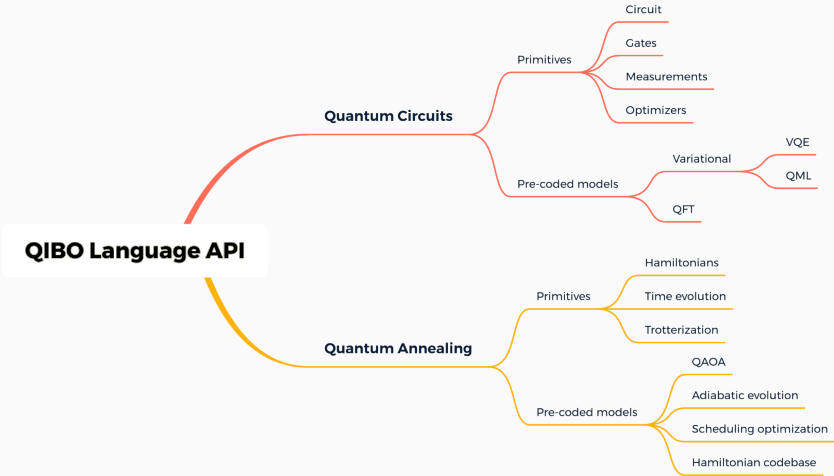 QIBO Language API
Quantum Circuits
Primitives
Circuit
Gates
Measurements
Optimizers
Pre-coded models
Variational
VQE
QML
QFT
Quantum Annealing
Primitives
Hamiltonians
Time evolution
Trotterization
Pre-coded models
QAOA
Adiabatic evolution
Scheduling optimization
Hamiltonian codebase